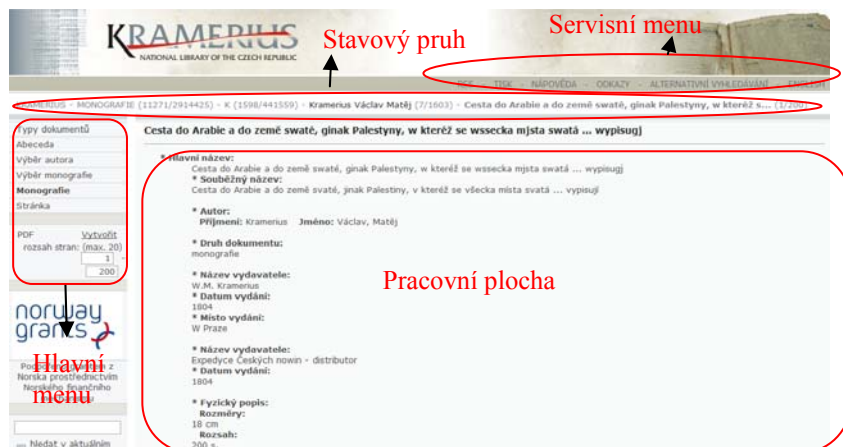 KRAMERIUS
NATIONAL LIBRARY OF THE CZECH REPUBLIC
Stavový pruh
Servisní menu
TISK - NÁPOVĚDA - ODKAZY - ALTERNATIVNÍ VYHLEDÁVÁNÍ - ENGLISH
KRAMERIUS - MONOGRAFIE (11271/2914425) - K (1598/441559) - Kramerius Václav Matěj (7/1603) - Cesta do Arabie a do země swaté, ginak Palestyny, w kteréž s... (1/200)
Typy dokumentů
Abeceda
Výběr autora
Výběr monografie
Monografie
Stránka
PDF Vytvořit
rozsah stran: (max. 20)
1 -
200
norway
grants
Hlavní
menu
Podpořeno grantem z
Norska prostřednictvím
Norského finančního
hledat v aktuálním
Cesta do Arabie a do země swaté, ginak Palestyny, w kteréž se wssecka mjsta swatá ... wypisugj
* Hlavní název:
Cesta do Arabie a do země swaté, ginak Palestyny, w kteréž se wssecka mjsta swatá ... wypisugj
* Souběžný název:
Cesta do Arabie a do země svaté, jinak Palestiny, v kteréž se všecka místa svatá ... vypisují
* Autor:
Příjmení: Kramerius Jméno: Václav, Matěj
* Druh dokumentu:
monografie
* Název vydavatele:
W.M. Kramerius
* Datum vydání:
1804
* Místo vydání:
W Praze
* Název vydavatele:
Expedyce Českých nowin - distributor
* Datum vydání:
1804
* Fyzický popis:
Rozměry:
18 cm
Rozsah:
200 s.
Pracovní plocha